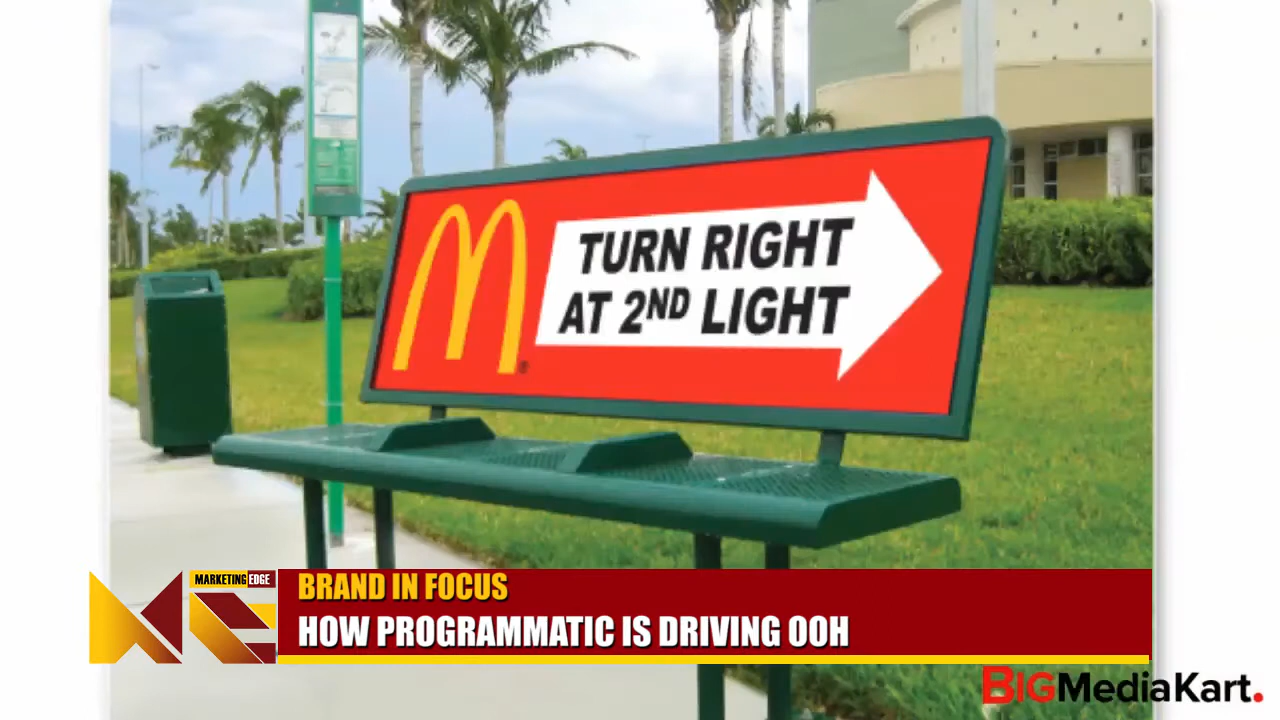 TURN RIGHT
AT 2ND LIGHT
MARKETING EDGE
BRAND IN FOCUS
HOW PROGRAMMATIC IS DRIVING OOH
BIGMediaKart.